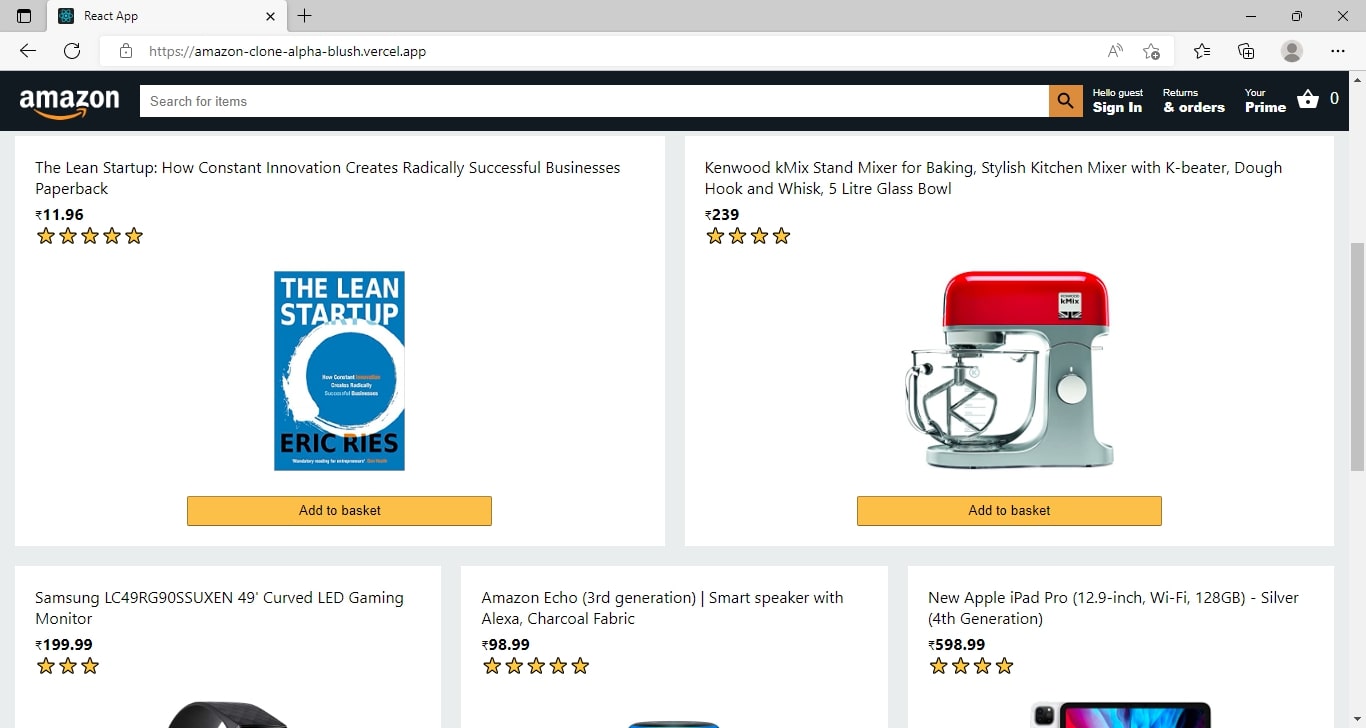 React App
https://amazon-clone-alpha-blush.vercel.app
amazon
Search for items
Hello guest
Sign In
Returns
& orders
Your
Prime
0
The Lean Startup: How Constant Innovation Creates Radically Successful Businesses
Paperback
₹11.96
THE LEAN
STARTUP
How Constant Innovation
Creates Radically
Successful Businesses
ERIC RIES
Add to basket
Kenwood kMix Stand Mixer for Baking, Stylish Kitchen Mixer with K-beater, Dough
Hook and Whisk, 5 Litre Glass Bowl
₹239
KENWOOD
kMix
Add to basket
Samsung LC49RG90SSUXEN 49' Curved LED Gaming
Monitor
₹199.99
Amazon Echo (3rd generation) | Smart speaker with
Alexa, Charcoal Fabric
₹98.99
New Apple iPad Pro (12.9-inch, Wi-Fi, 128GB) - Silver
(4th Generation)
₹598.99